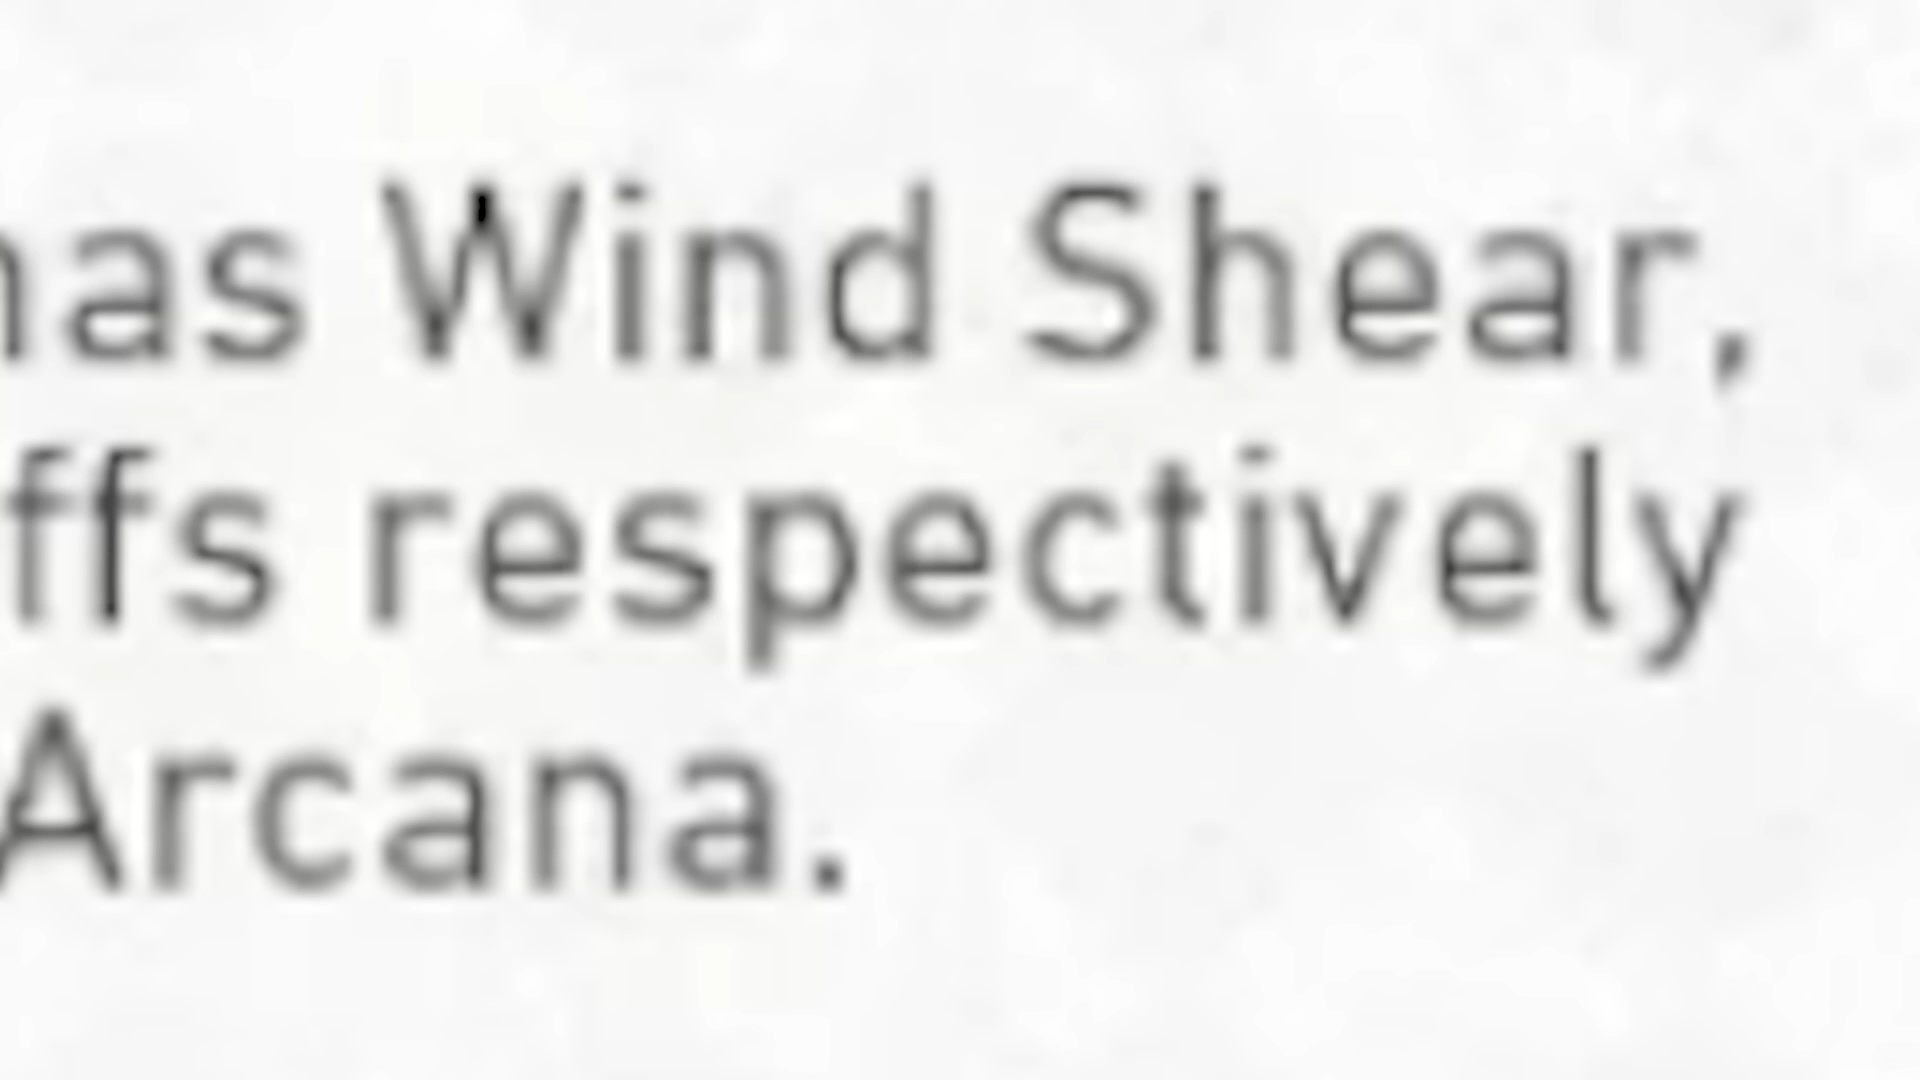 has Wind Shear,
ffs respectively
Arcana.